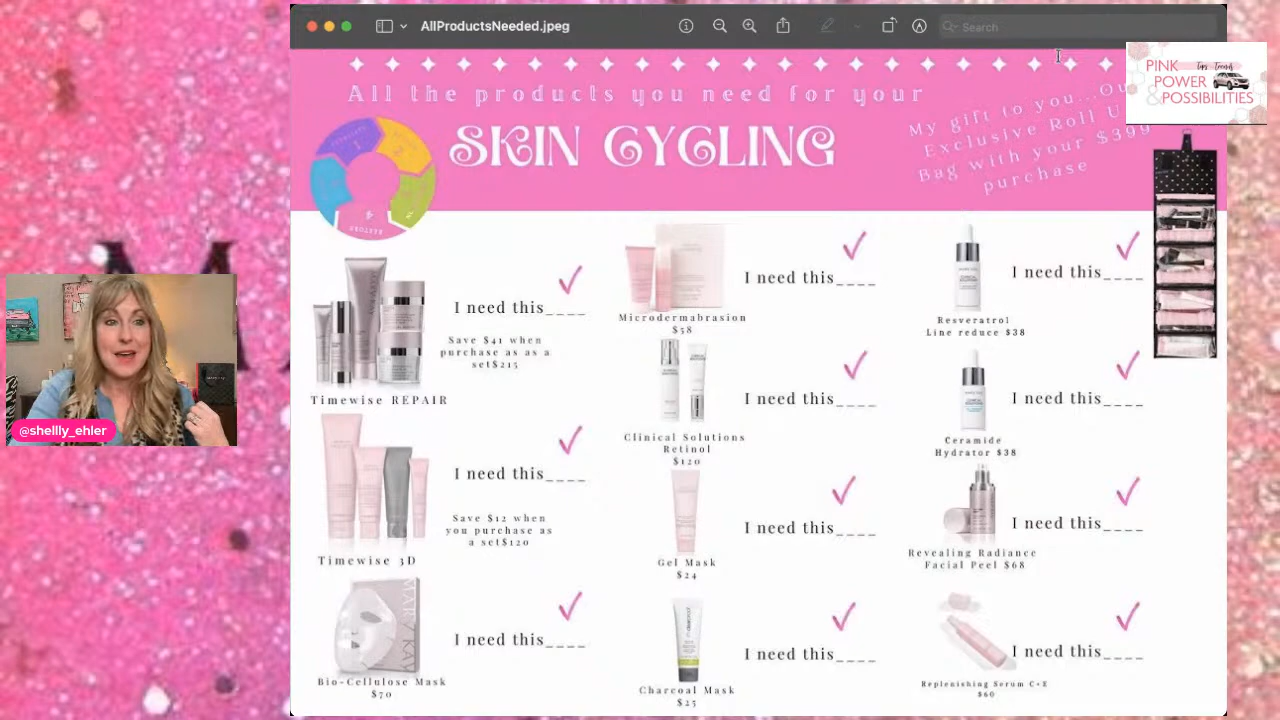 AllProductsNeeded.jpeg
Search
PINK
Tips Trends
POWER
& POSSIBILITIES
All the products you need for your
SKIN CYCLING
My gift to you...Our
Exclusive Roll U
Bag with your $399
purchase
I need this____
Save $41 when
purchase as as a
set$215
Timewise REPAIR
I need this____
Save $12 when
you purchase as
a set$120
Timewise 3D
I need this____
MARY KAY
Bio-Cellulose Mask
$70
I need this____
Microdermabrasion
$58
I need this____
Clinical Solutions
Retinol
$120
I need this____
Gel Mask
$24
I need this____
Charcoal Mask
$25
I need this____
Resveratrol
Line reduce $38
I need this____
Ceramide
Hydrator $38
I need this____
Revealing Radiance
Facial Peel $68
I need this____
Replenishing Serum C+E
$60
@shellly_ehler